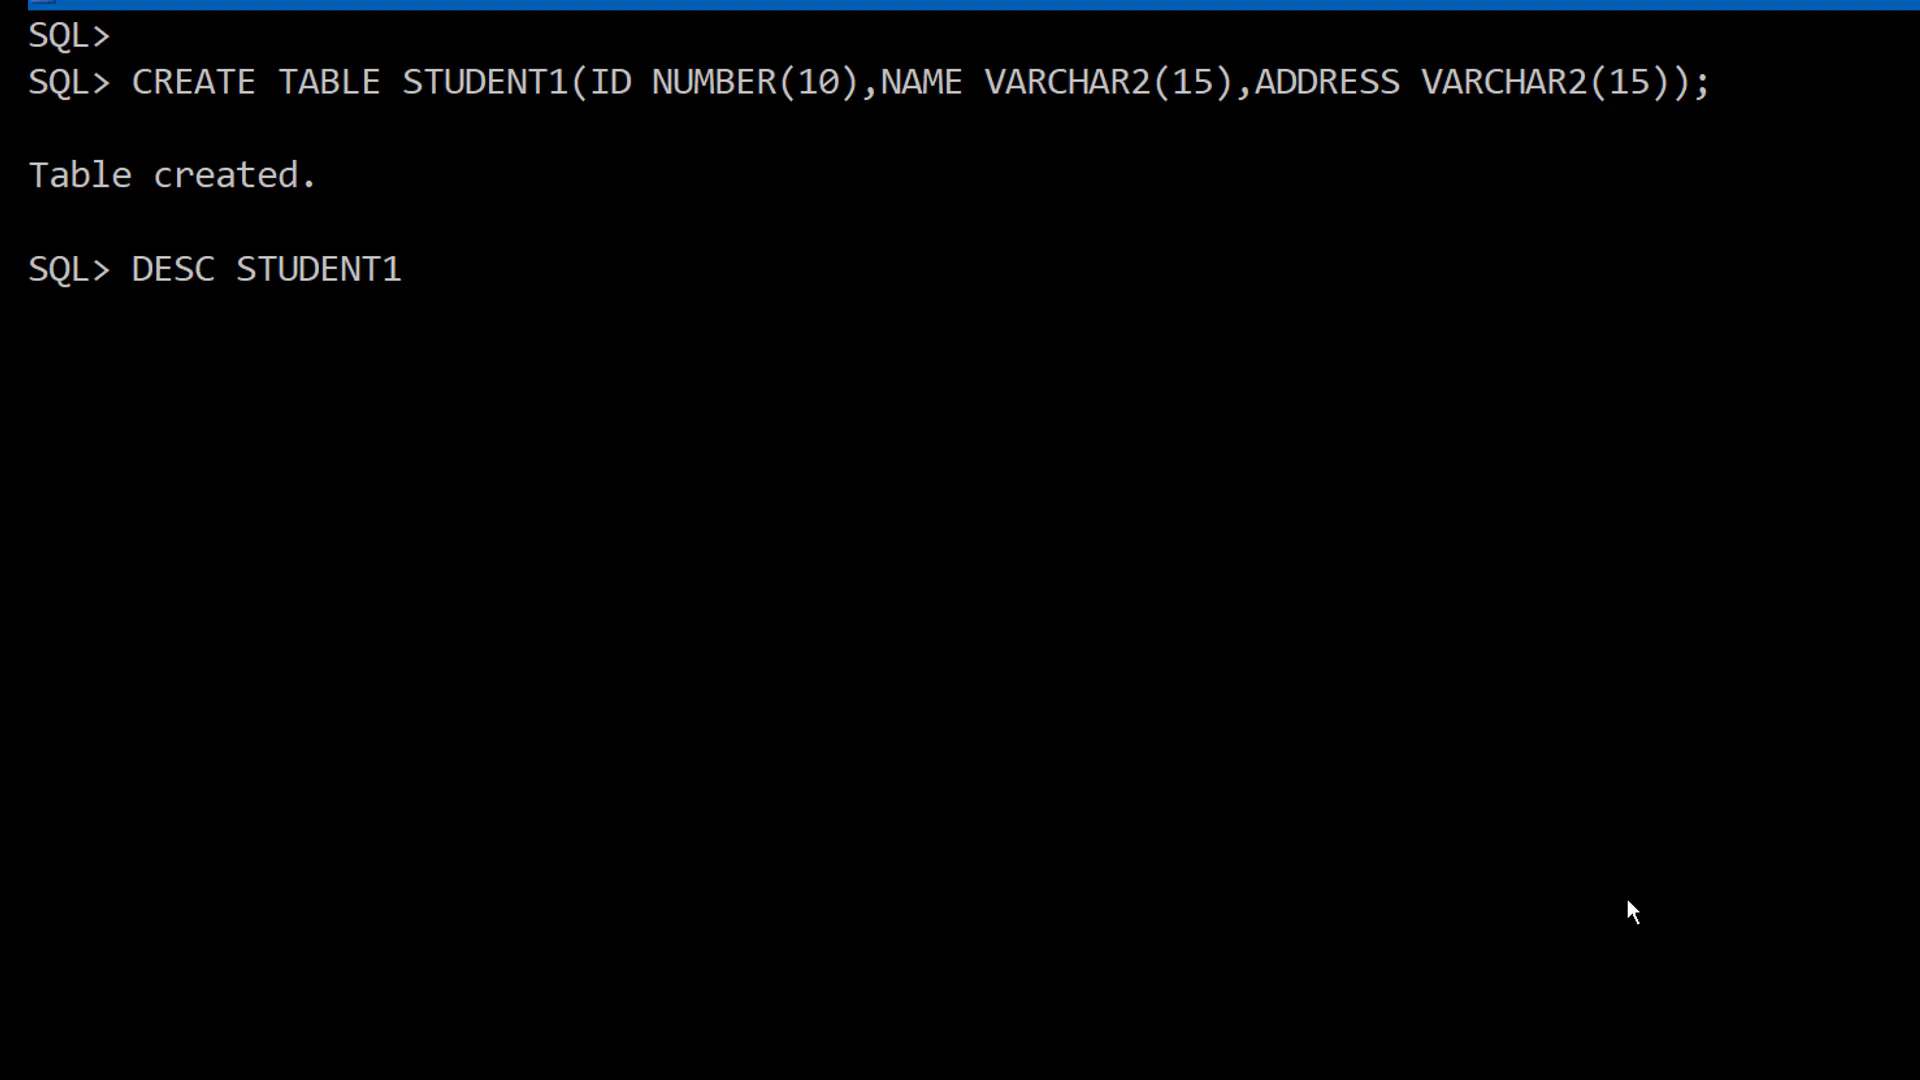 SQL>
SQL> CREATE TABLE STUDENT1(ID NUMBER(10),NAME VARCHAR2(15),ADDRESS VARCHAR2(15));
Table created.
SQL> DESC STUDENT1